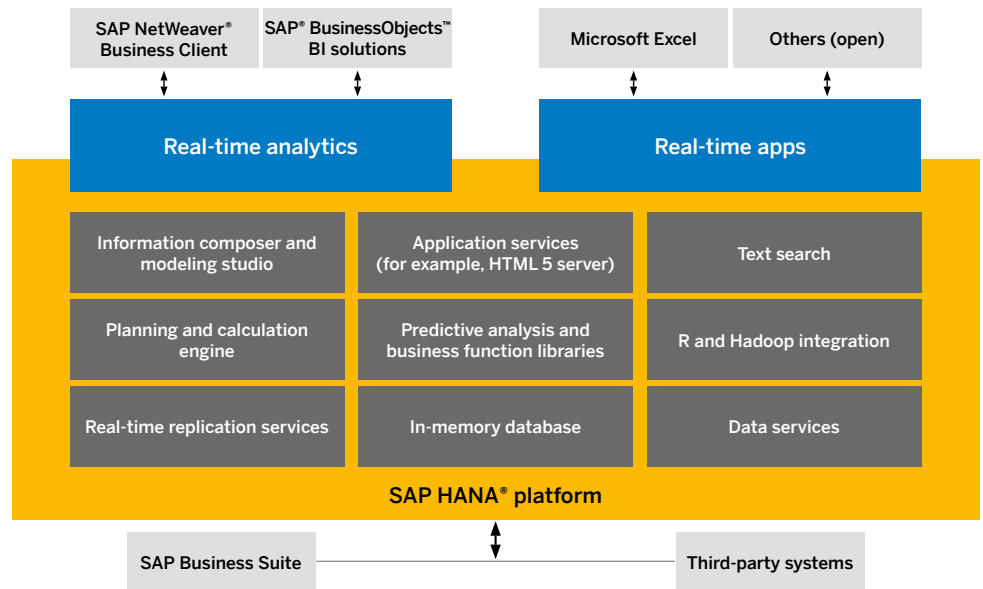 SAP NetWeaver®
Business Client
SAP® BusinessObjects™
BI solutions
Microsoft Excel
Others (open)
Real-time analytics
Real-time apps
Information composer and
modeling studio
Application services
(for example, HTML 5 server)
Text search
Planning and calculation
engine
Predictive analysis and
business function libraries
R and Hadoop integration
Real-time replication services
In-memory database
Data services
SAP HANA® platform
SAP Business Suite
Third-party systems